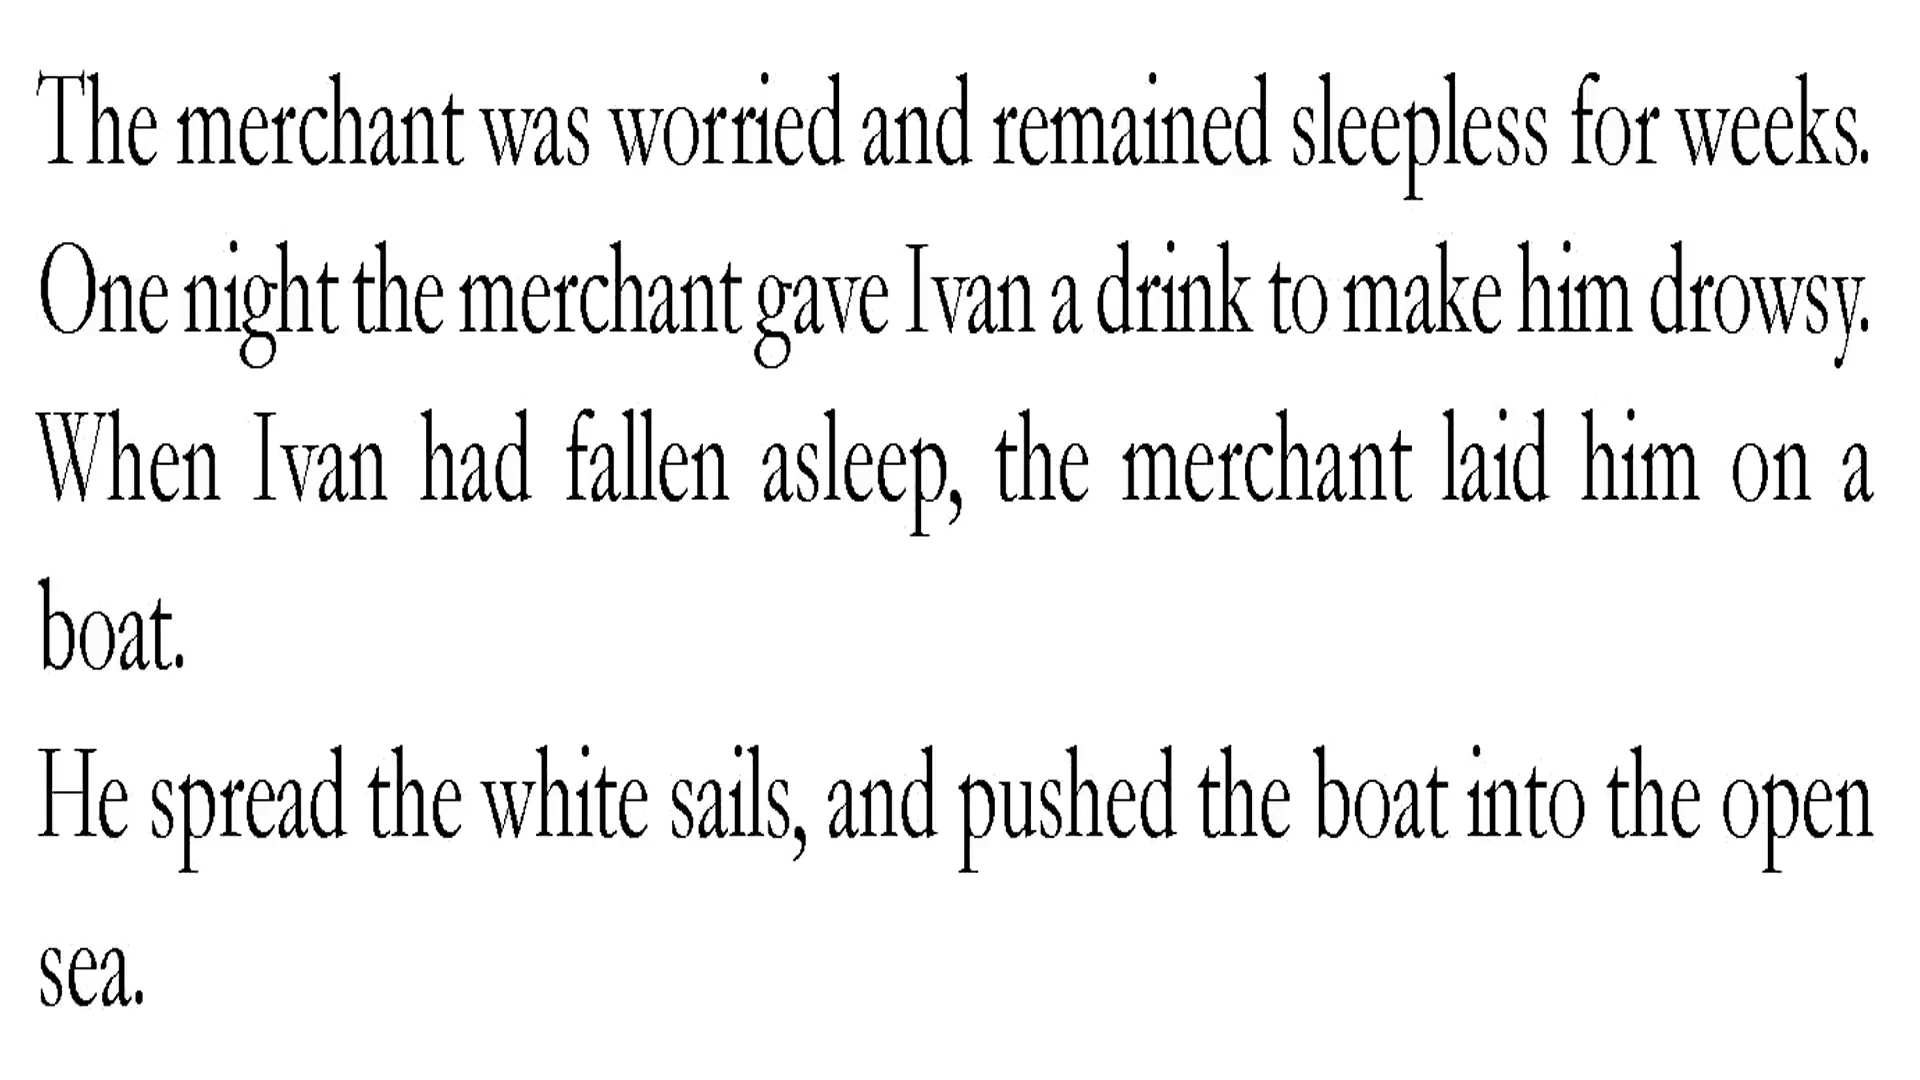 The merchant was worried and remained sleepless for weeks.
One night the merchant gave Ivan a drink to make him drowsy.
When Ivan had fallen asleep, the merchant laid him on a
boat.
He spread the white sails, and pushed the boat into the open
sea.